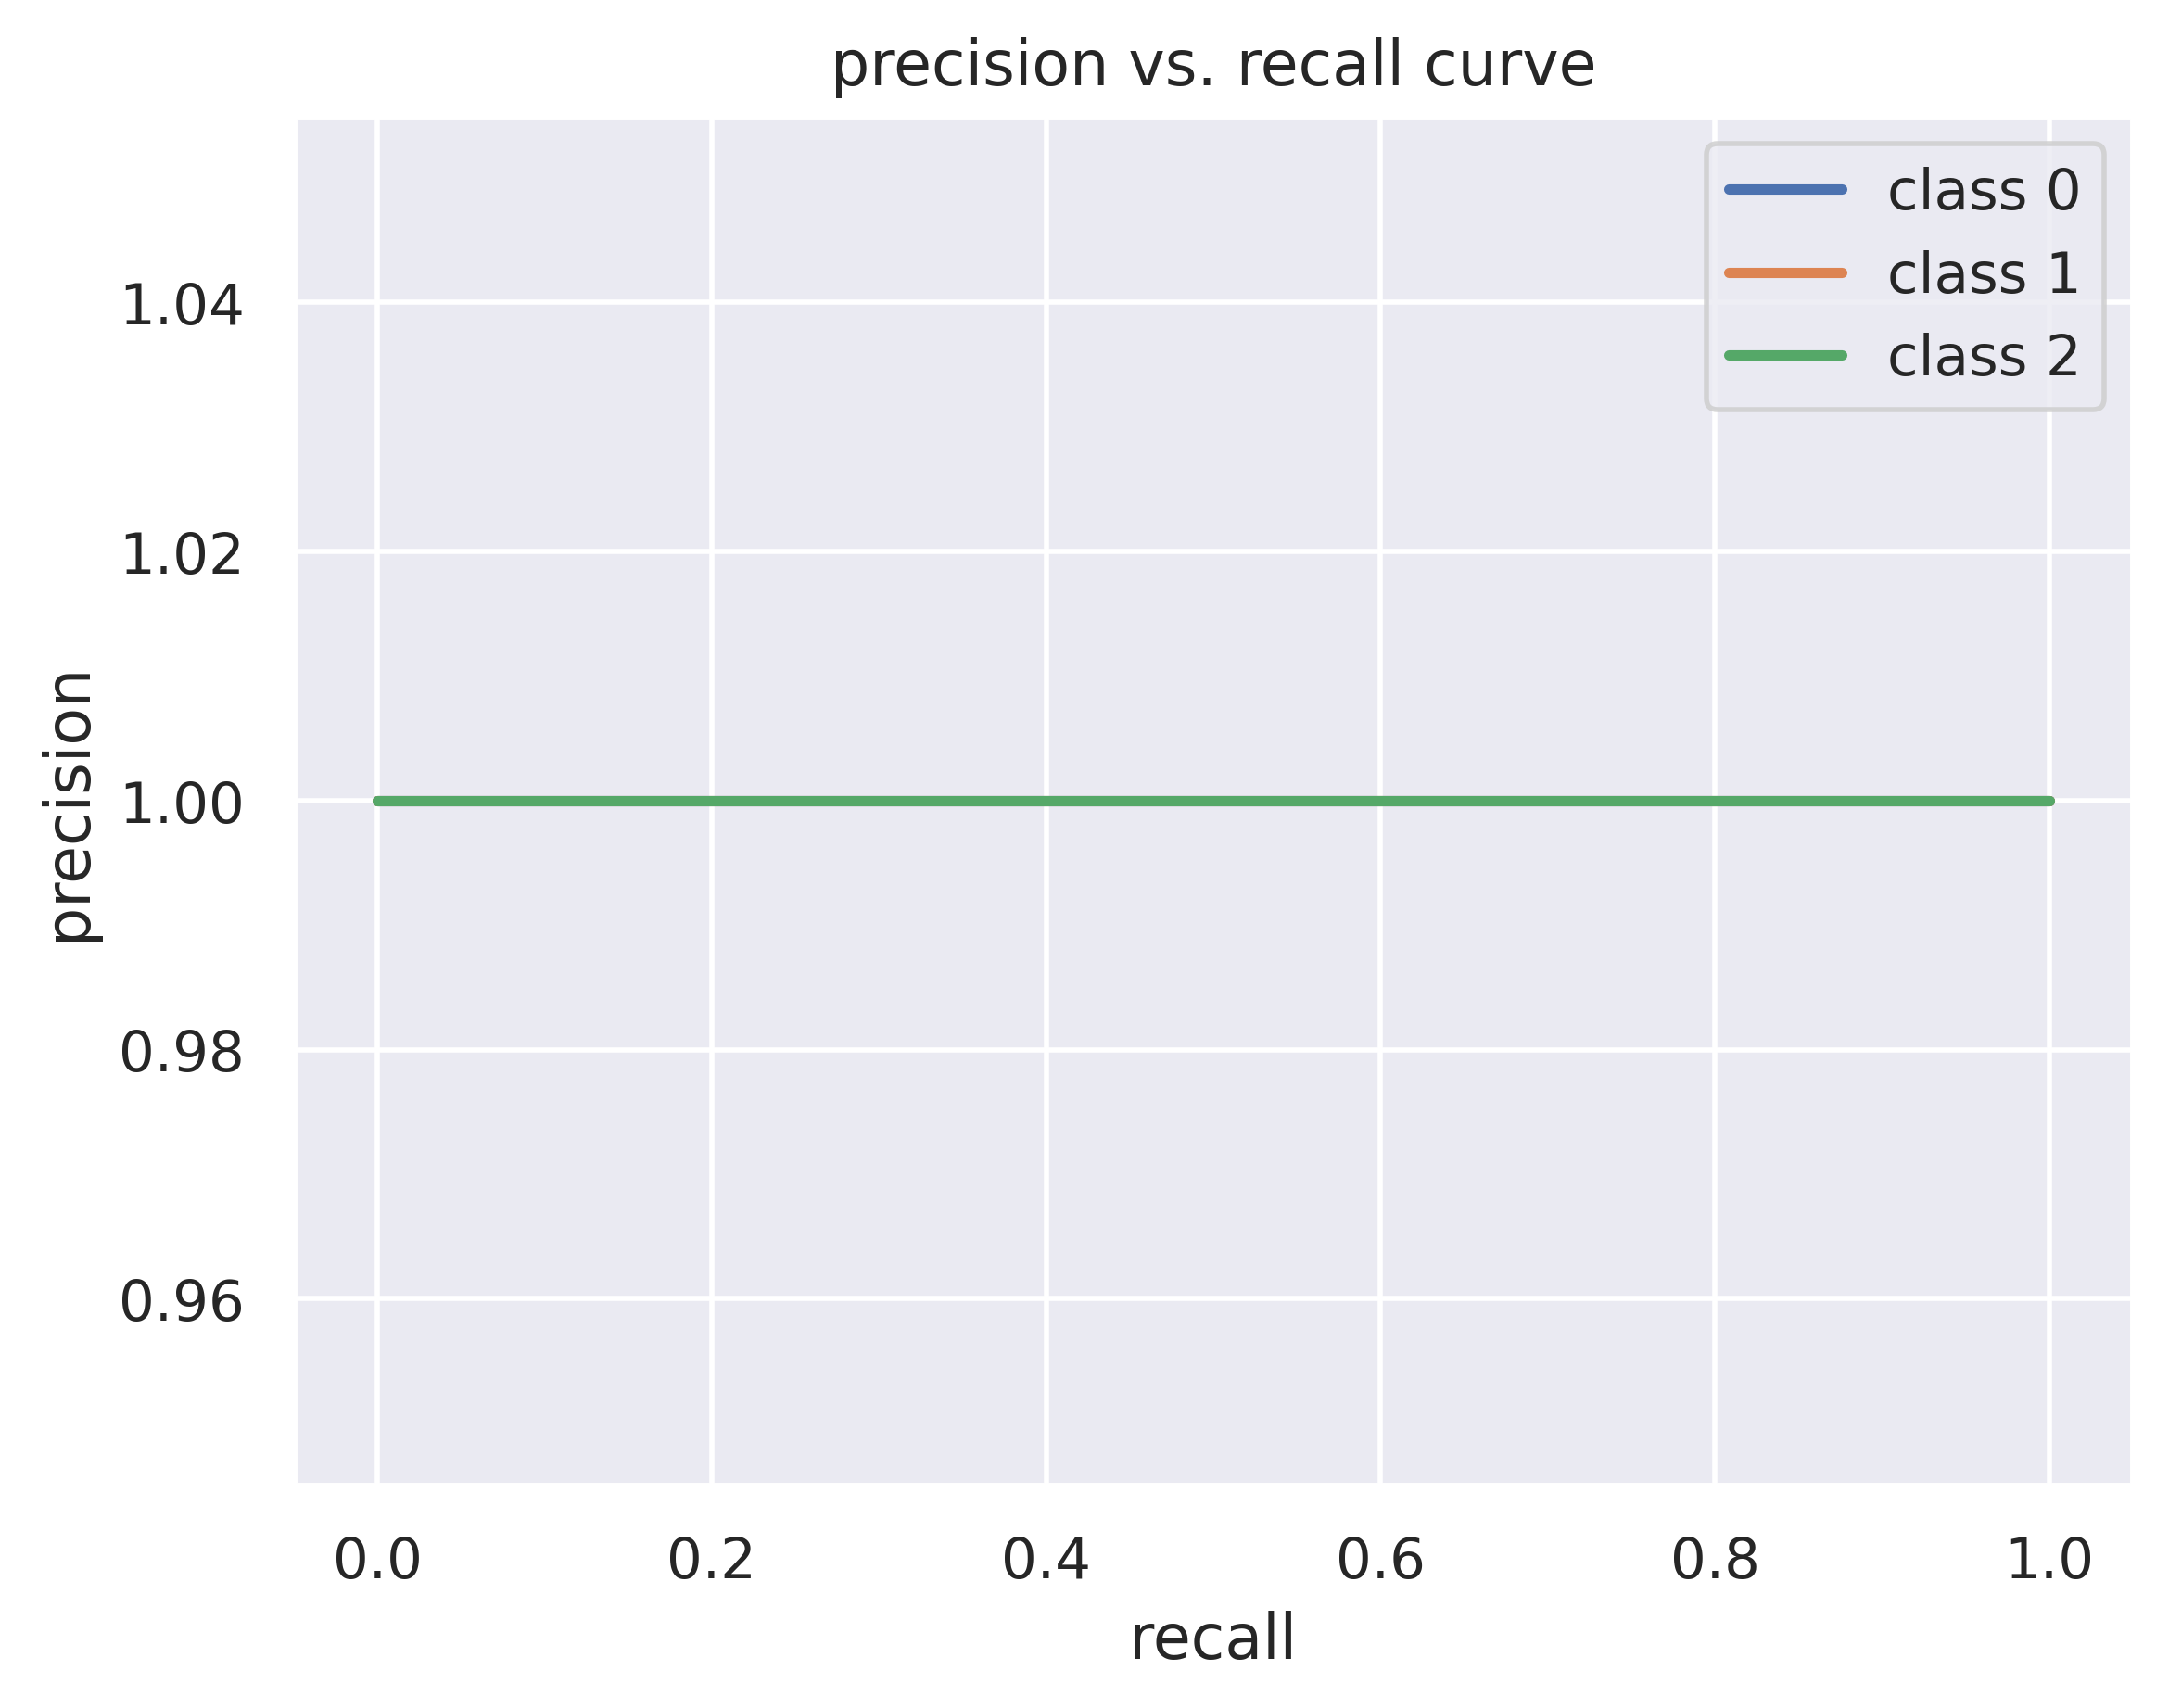 precision vs. recall curve
class 0
class 1
class 2
1.04
1.02
1.00
0.98
0.96
precision
0.0 0.2 0.4 0.6 0.8 1.0
recall